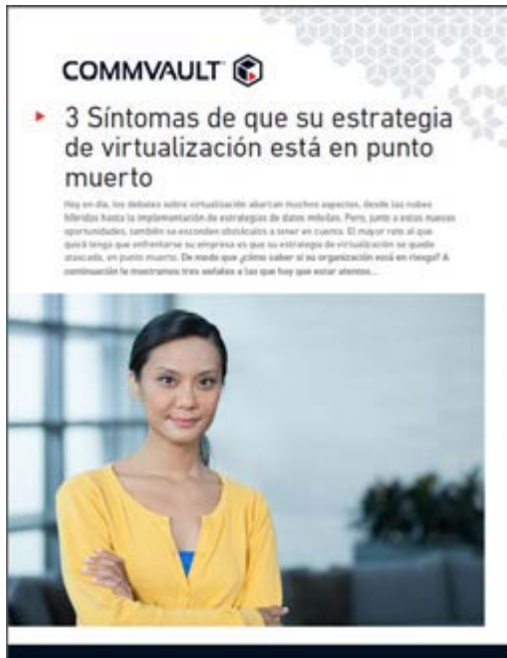 COMMVAULT
3 Síntomas de que su estrategia
de virtualización está en punto
muerto
Hoy en día, los debates sobre virtualización abarcan muchos aspectos, desde las nubes
híbridas hasta la implementación de estrategias de datos móviles. Pero, junto a estas nuevas
oportunidades, también se esconden obstáculos a tener en cuenta. El mayor reto al que
quizá tenga que enfrentarse su empresa es que su estrategia de virtualización se quede
atascada, en punto muerto. De modo que ¿cómo saber si su organización está en riesgo? A
continuación le mostramos tres señales a las que hay que estar atentos...